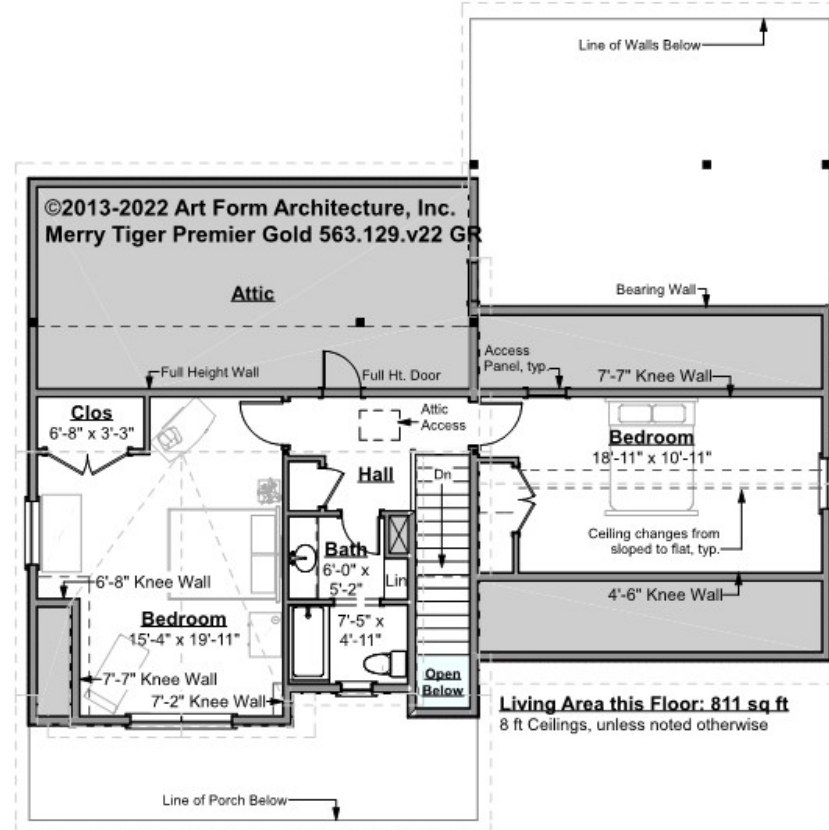 Line of Walls Below
©2013-2022 Art Form Architecture, Inc.
Merry Tiger Premier Gold 563.129.v22 GR
Attic
Bearing Wall
Full Height Wall
Full Ht. Door
Access
Panel, typ.
7'-7" Knee Wall
Clos
6'-8" x 3'-3"
Attic
Access
Bedroom
18'-11" x 10'-11"
Hall
Dn
Ceiling changes from
sloped to flat, typ.
Bath
6'-0" x
5'-2"
Lin
6'-8" Knee Wall
4'-6" Knee Wall
Bedroom
15'-4" x 19'-11"
7'-5" x
4'-11"
7'-7" Knee Wall
7'-2" Knee Wall
Open
Below
Living Area this Floor: 811 sq ft
8 ft Ceilings, unless noted otherwise
Line of Porch Below